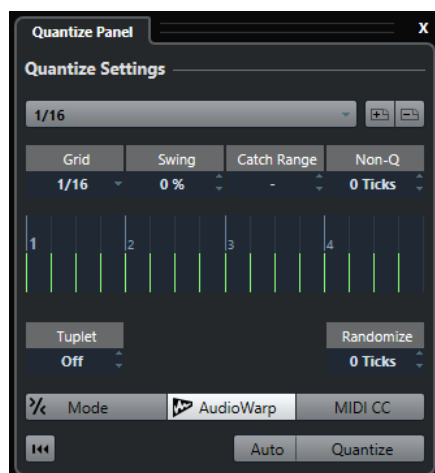 Quantize Panel X
Quantize Settings
1/16
Grid Swing Catch Range Non-Q
1/16 0 % - 0 Ticks
1 2 3 4
Tuplet Randomize
Off 0 Ticks
Mode AudioWarp MIDI CC
Auto Quantize